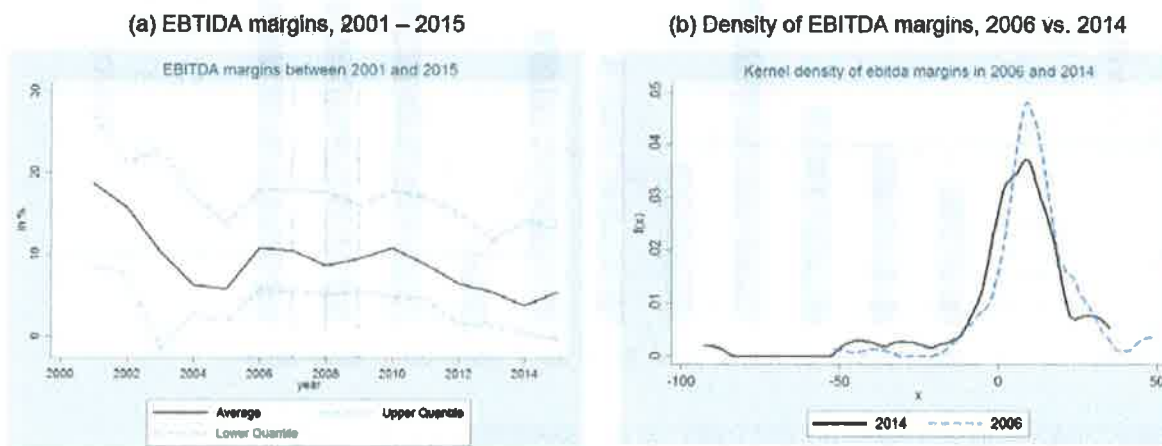 (a) EBTIDA margins, 2001 – 2015
EBITDA margins between 2001 and 2015
30
20
10
0
in %
2000
2002
2004
2006
2008
2010
2012
2014
year
Average
Upper Quantile
Lower Quantile
(b) Density of EBITDA margins, 2006 vs. 2014
Kernel density of ebitda margins in 2006 and 2014
.05
.04
.03
.02
.01
0
f(x)
-100
-50
0
50
x
2014
2006